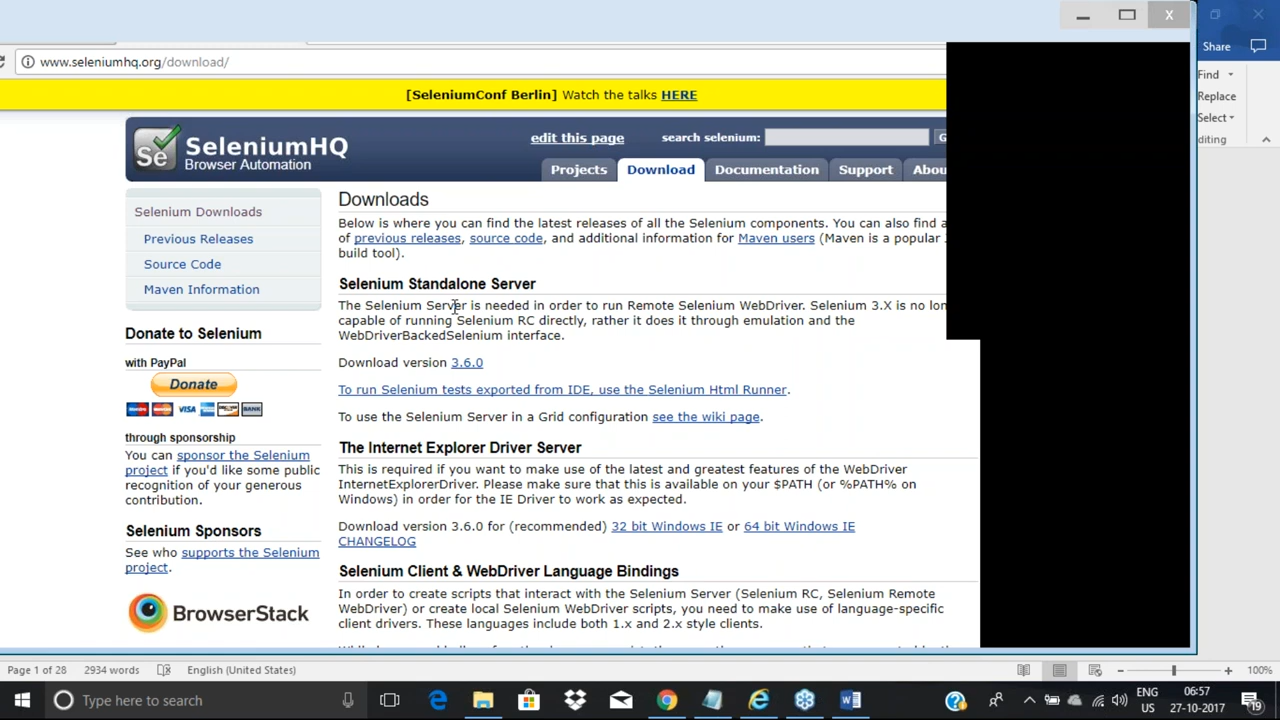 X
Share
www.seleniumhq.org/download/
Find
Replace
Select
diting
[SeleniumConf Berlin] Watch the talks HERE
Se
SeleniumHQ
Browser Automation
edit this page
search selenium:
G
Projects
Download
Documentation
Support
Abou
Selenium Downloads
Previous Releases
Source Code
Maven Information
Donate to Selenium
with PayPal
Donate
VISA
BANK
through sponsorship
You can sponsor the Selenium
project if you'd like some public
recognition of your generous
contribution.
Selenium Sponsors
See who supports the Selenium
project.
BrowserStack
Downloads
Below is where you can find the latest releases of all the Selenium components. You can also find a
of previous releases, source code, and additional information for Maven users (Maven is a popular
build tool).
Selenium Standalone Server
The Selenium Server is needed in order to run Remote Selenium WebDriver. Selenium 3.X is no lon
capable of running Selenium RC directly, rather it does it through emulation and the
WebDriverBackedSelenium interface.
Download version 3.6.0
To run Selenium tests exported from IDE, use the Selenium Html Runner.
To use the Selenium Server in a Grid configuration see the wiki page.
The Internet Explorer Driver Server
This is required if you want to make use of the latest and greatest features of the WebDriver
InternetExplorerDriver. Please make sure that this is available on your $PATH (or %PATH% on
Windows) in order for the IE Driver to work as expected.
Download version 3.6.0 for (recommended) 32 bit Windows IE or 64 bit Windows IE
CHANGELOG
Selenium Client & WebDriver Language Bindings
In order to create scripts that interact with the Selenium Server (Selenium RC, Selenium Remote
WebDriver) or create local Selenium WebDriver scripts, you need to make use of language-specific
client drivers. These languages include both 1.x and 2.x style clients.
Page 1 of 28
2934 words
English (United States)
100%
Type here to search
ENG
US
06:57
27-10-2017
19